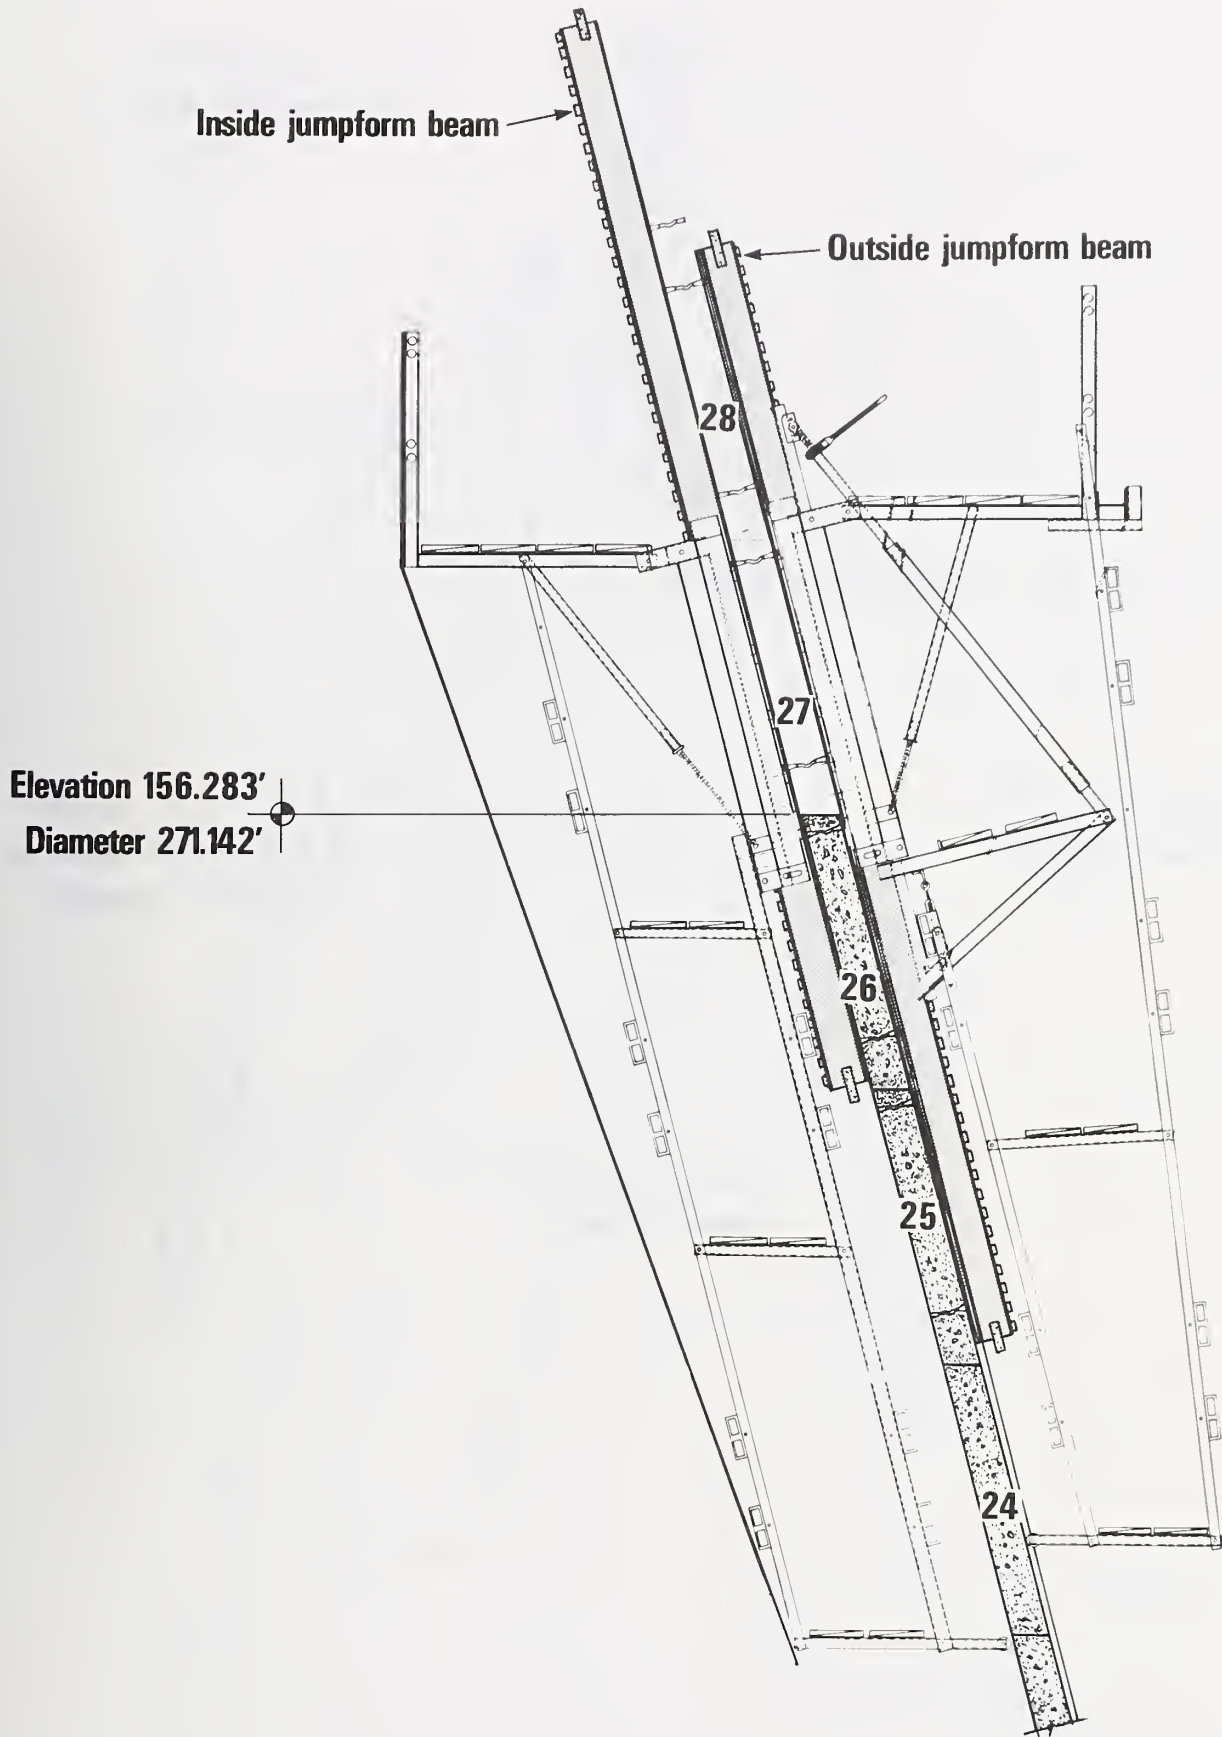 Inside jumpform beam
Outside jumpform beam
28
27
Elevation 156.283′
Diameter 271.142′
26
25
24